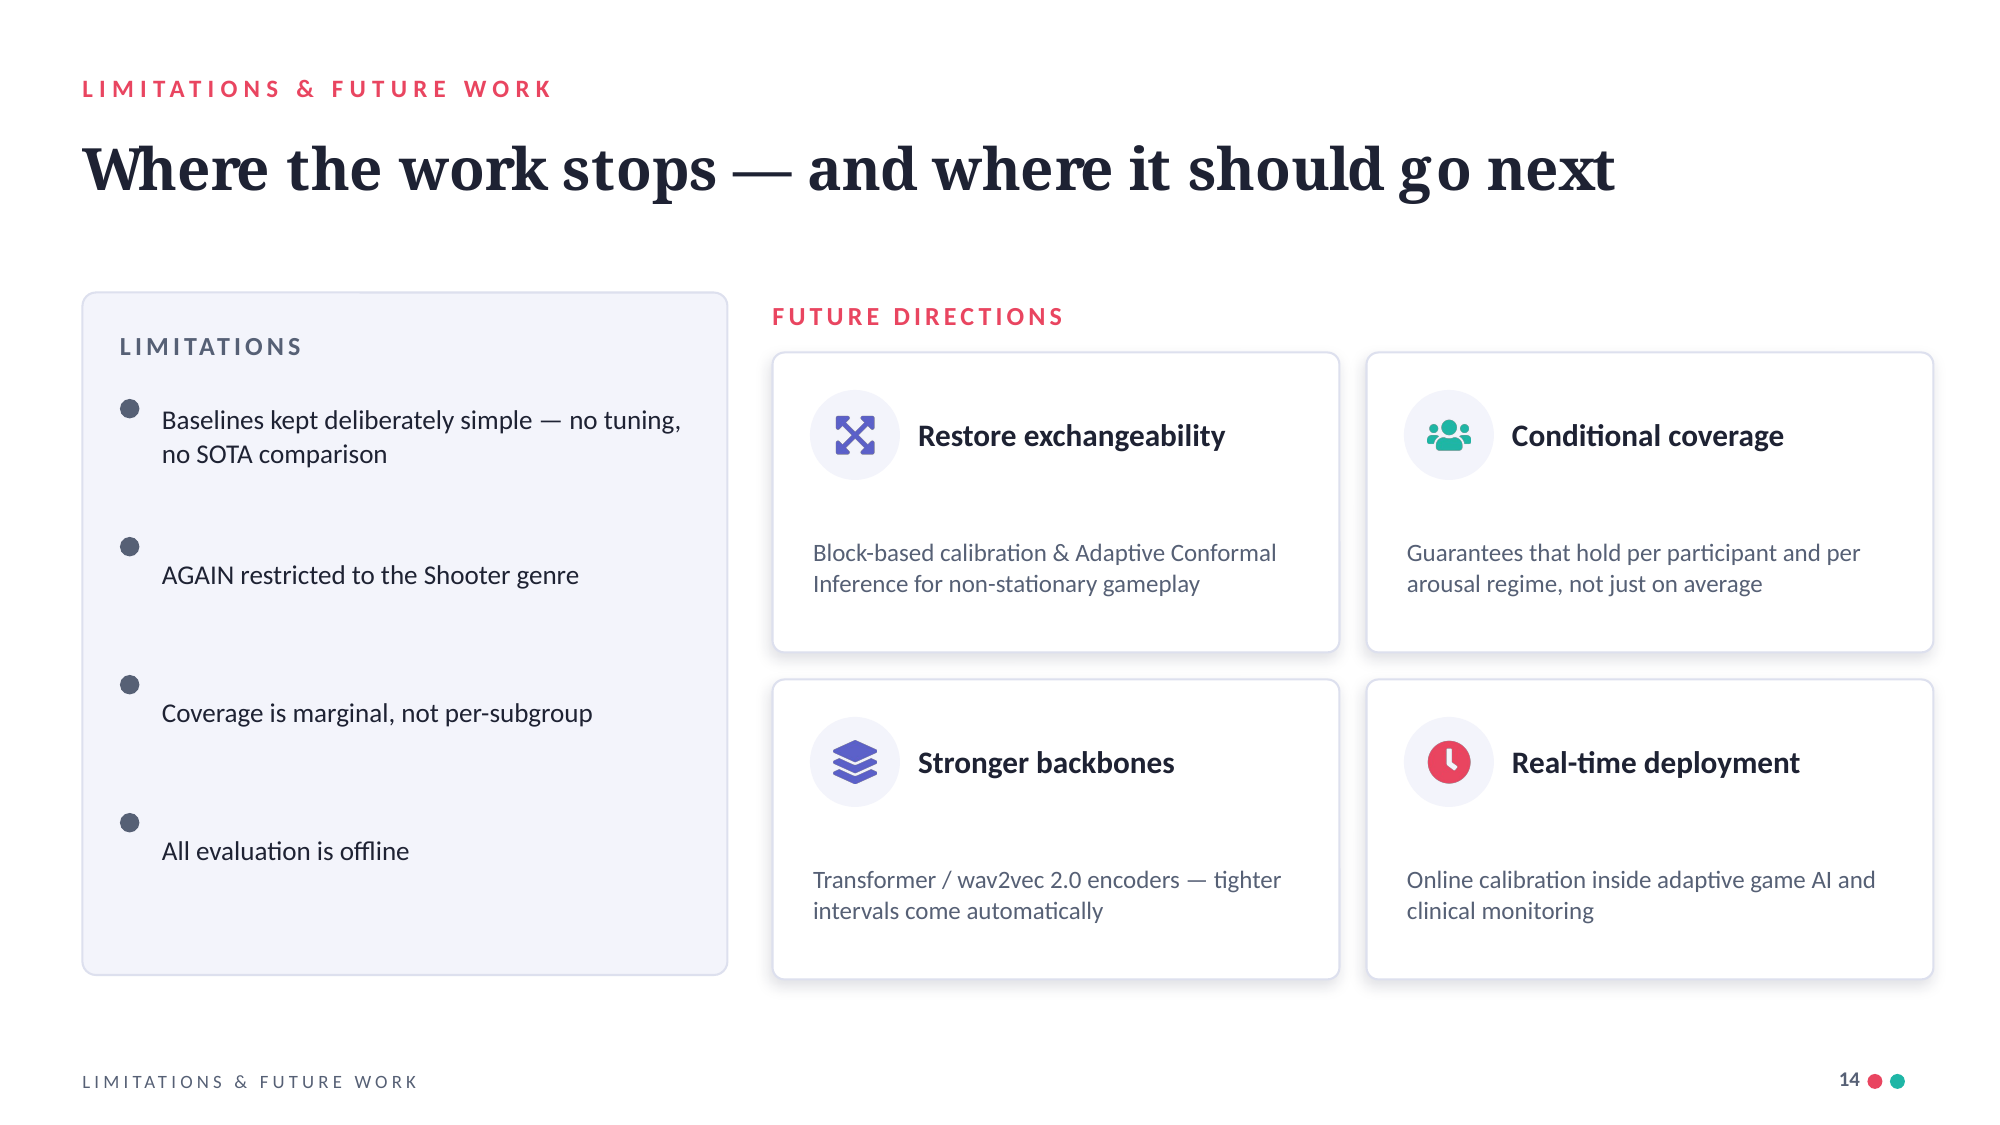 LIMITATIONS & FUTURE WORK
Where the work stops — and where it should go next
LIMITATIONS
Baselines kept deliberately simple — no tuning,
no SOTA comparison
AGAIN restricted to the Shooter genre
Coverage is marginal, not per-subgroup
All evaluation is offline
FUTURE DIRECTIONS
Restore exchangeability
Block-based calibration & Adaptive Conformal
Inference for non-stationary gameplay
Conditional coverage
Guarantees that hold per participant and per
arousal regime, not just on average
Stronger backbones
Transformer / wav2vec 2.0 encoders — tighter
intervals come automatically
Real-time deployment
Online calibration inside adaptive game AI and
clinical monitoring
LIMITATIONS & FUTURE WORK
14